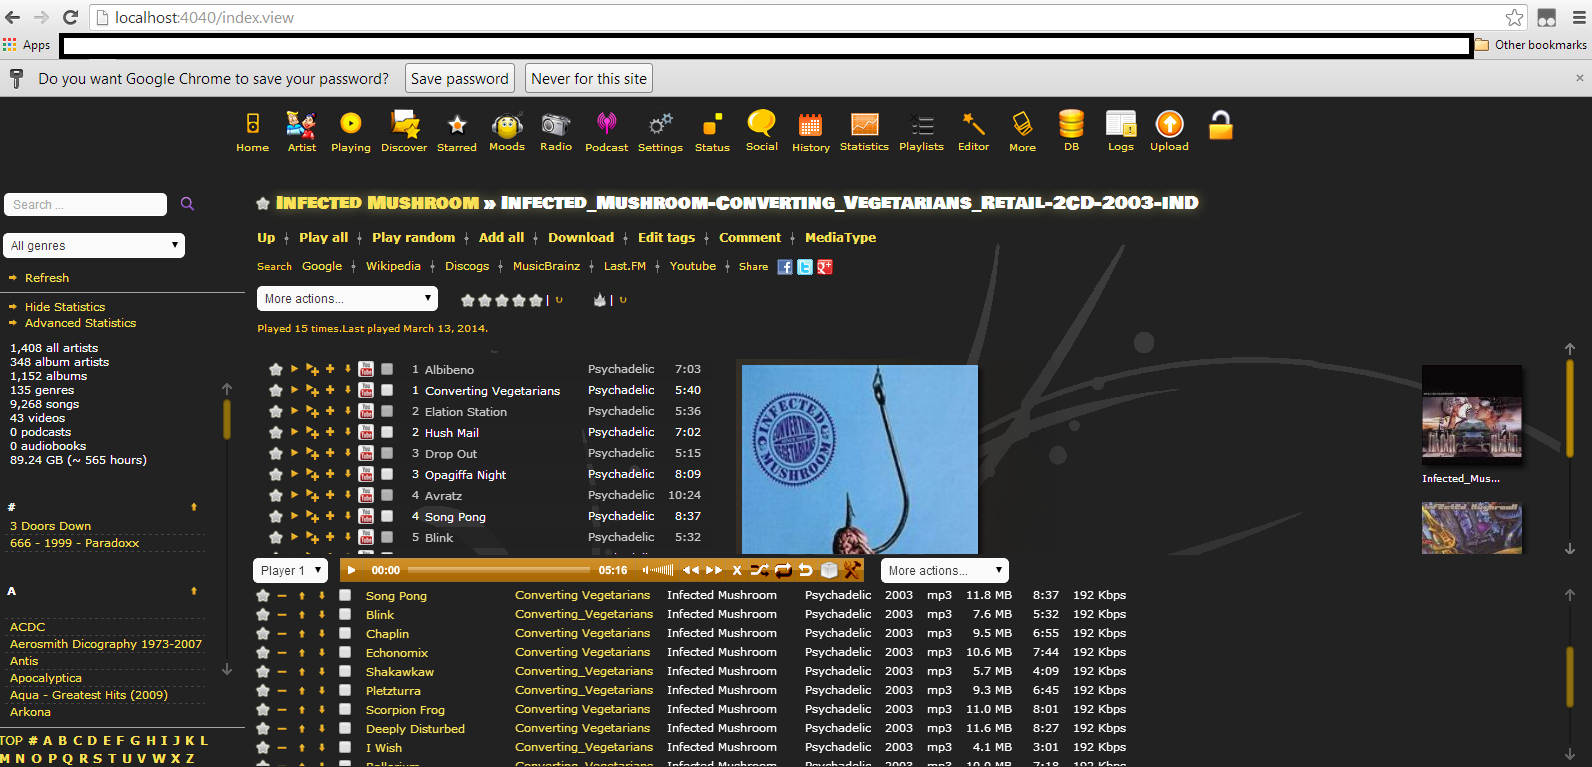 localhost:4040/index.view
Apps
Other bookmarks
Do you want Google Chrome to save your password? Save password Never for this site
Home Artist Playing Discover Starred Moods Radio Podcast Settings Status Social History Statistics Playlists Editor More DB Logs Upload
Search ...
All genres
Refresh
Hide Statistics
Advanced Statistics
1,408 all artists
348 album artists
1,152 albums
135 genres
9,268 songs
43 videos
0 podcasts
0 audiobooks
89.24 GB (~ 565 hours)
#
3 Doors Down
666 - 1999 - Paradoxx
A
ACDC
Aerosmith Dicography 1973-2007
Antis
Apocalyptica
Aqua - Greatest Hits (2009)
Arkona
TOP # A B C D E F G H I J K L
M N O P Q R S T U V W X Z
Infected Mushroom » Infected_Mushroom-Converting_Vegetarians_Retail-2CD-2003-iND
Up Play all Play random Add all Download Edit tags Comment MediaType
Search Google Wikipedia Discogs MusicBrainz Last.FM Youtube Share
More actions...
Played 15 times.Last played March 13, 2014.
1 Albibeno Psychadelic 7:03
1 Converting Vegetarians Psychadelic 5:40
2 Elation Station Psychadelic 5:36
2 Hush Mail Psychadelic 7:02
3 Drop Out Psychadelic 5:15
3 Opagiffa Night Psychadelic 8:09
4 Avratz Psychadelic 10:24
4 Song Pong Psychadelic 8:37
5 Blink Psychadelic 5:32
INFECTED
MUSHROOM
Infected_Mus...
Player 1 00:00 05:16 X More actions...
Song Pong Converting Vegetarians Infected Mushroom Psychadelic 2003 mp3 11.8 MB 8:37 192 Kbps
Blink Converting_Vegetarians Infected Mushroom Psychadelic 2003 mp3 7.6 MB 5:32 192 Kbps
Chaplin Converting Vegetarians Infected Mushroom Psychadelic 2003 mp3 9.5 MB 6:55 192 Kbps
Echonomix Converting_Vegetarians Infected Mushroom Psychadelic 2003 mp3 10.6 MB 7:44 192 Kbps
Shakawkaw Converting_Vegetarians Infected Mushroom Psychadelic 2003 mp3 5.7 MB 4:09 192 Kbps
Pletzturra Converting_Vegetarians Infected Mushroom Psychadelic 2003 mp3 9.3 MB 6:45 192 Kbps
Scorpion Frog Converting Vegetarians Infected Mushroom Psychadelic 2003 mp3 11.0 MB 8:01 192 Kbps
Deeply Disturbed Converting Vegetarians Infected Mushroom Psychadelic 2003 mp3 11.6 MB 8:27 192 Kbps
I Wish Converting_Vegetarians Infected Mushroom Psychadelic 2003 mp3 4.1 MB 3:01 192 Kbps